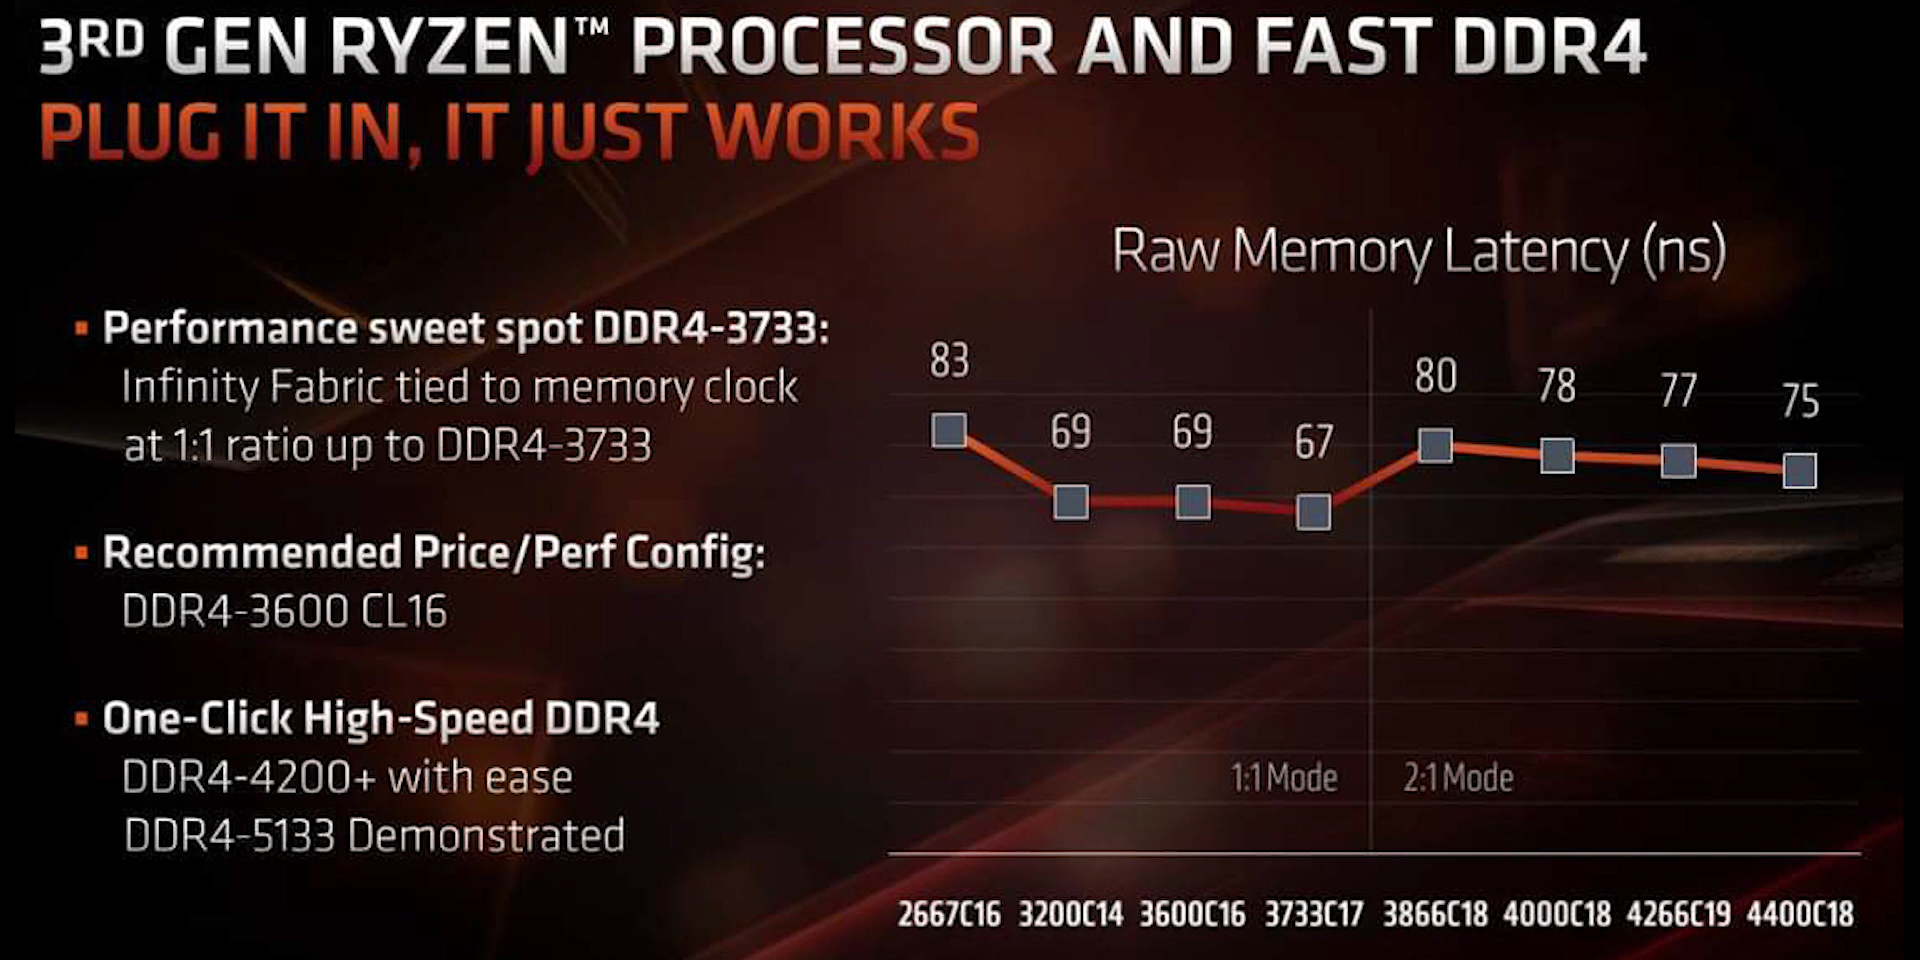 3RD GEN RYZEN™ PROCESSOR AND FAST DDR4
PLUG IT IN, IT JUST WORKS
▪ Performance sweet spot DDR4-3733:
Infinity Fabric tied to memory clock
at 1:1 ratio up to DDR4-3733
▪ Recommended Price/Perf Config:
DDR4-3600 CL16
▪ One-Click High-Speed DDR4
DDR4-4200+ with ease
DDR4-5133 Demonstrated
Raw Memory Latency (ns)
83 69 69 67 80 78 77 75
1:1 Mode 2:1 Mode
2667C16 3200C14 3600C16 3733C17 3866C18 4000C18 4266C19 4400C18